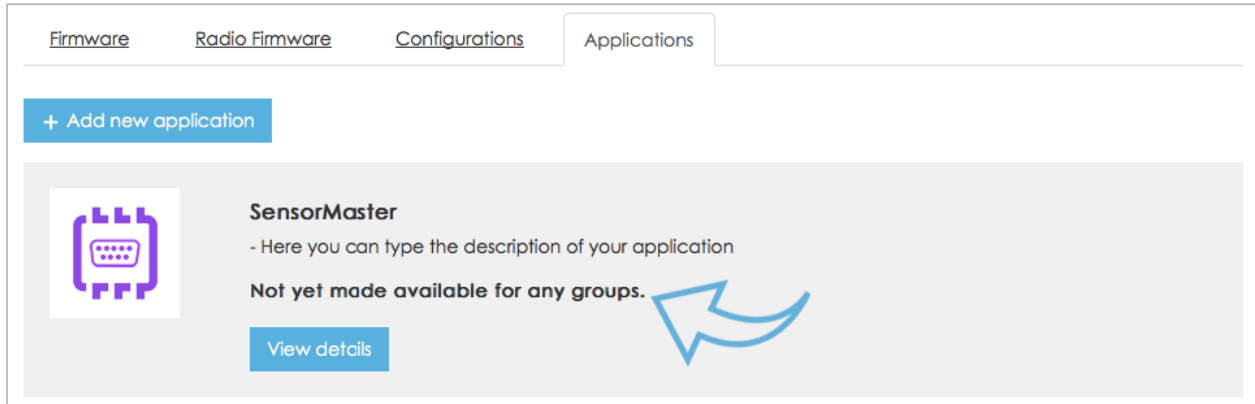 Firmware Radio Firmware Configurations Applications
+ Add new application
SensorMaster
- Here you can type the description of your application
Not yet made available for any groups.
View details